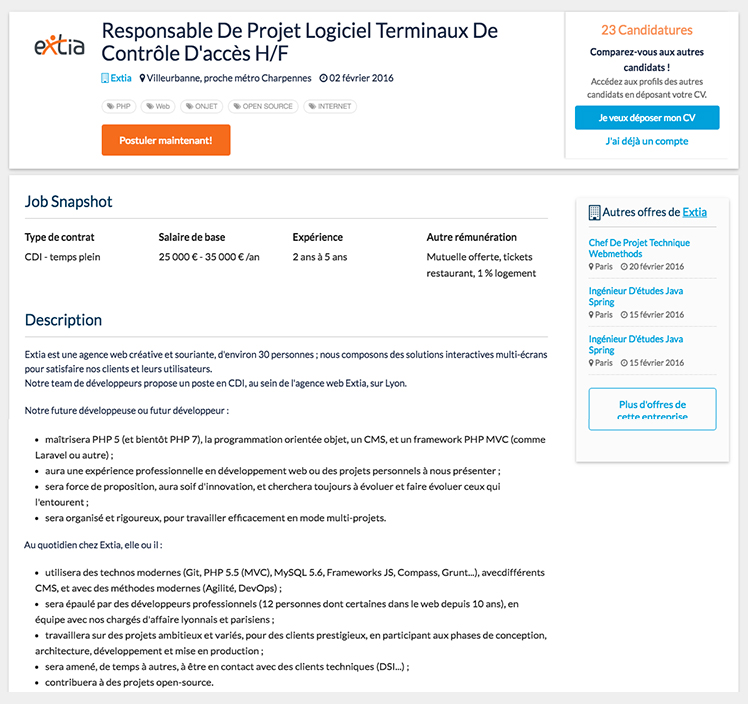 extia
Responsable De Projet Logiciel Terminaux De
Contrôle D'accès H/F
Extia Villeurbanne, proche métro Charpennes 02 février 2016
PHP Web ONJET OPEN SOURCE INTERNET
Postuler maintenant!
23 Candidatures
Comparez-vous aux autres
candidats !
Accédez aux profils des autres
candidats en déposant votre CV.
Je veux déposer mon CV
J'ai déjà un compte
Job Snapshot
Type de contrat Salaire de base Expérience Autre rémunération
CDI - temps plein 25 000 € - 35 000 € /an 2 ans à 5 ans Mutuelle offerte, tickets
restaurant, 1 % logement
Description
Extia est une agence web créative et souriante, d'environ 30 personnes ; nous composons des solutions interactives multi-écrans
pour satisfaire nos clients et leurs utilisateurs.
Notre team de développeurs propose un poste en CDI, au sein de l'agence web Extia, sur Lyon.
Notre future développeuse ou futur développeur :
• maîtrisera PHP 5 (et bientôt PHP 7), la programmation orientée objet, un CMS, et un framework PHP MVC (comme
Laravel ou autre) ;
• aura une expérience professionnelle en développement web ou des projets personnels à nous présenter ;
• sera force de proposition, aura soif d'innovation, et cherchera toujours à évoluer et faire évoluer ceux qui
l'entourent ;
• sera organisé et rigoureux, pour travailler efficacement en mode multi-projets.
Au quotidien chez Extia, elle ou il :
• utilisera des technos modernes (Git, PHP 5.5 (MVC), MySQL 5.6, Frameworks JS, Compass, Grunt...), avecdifférents
CMS, et avec des méthodes modernes (Agilité, DevOps) ;
• sera épaulé par des développeurs professionnels (12 personnes dont certaines dans le web depuis 10 ans), en
équipe avec nos chargés d'affaire lyonnais et parisiens ;
• travaillera sur des projets ambitieux et variés, pour des clients prestigieux, en participant aux phases de conception,
architecture, développement et mise en production ;
• sera amené, de temps à autres, à être en contact avec des clients techniques (DSI...) ;
• contribuera à des projets open-source.
Autres offres de Extia
Chef De Projet Technique
Webmethods
Paris 20 février 2016
Ingénieur D'études Java
Spring
Paris 15 février 2016
Ingénieur D'études Java
Spring
Paris 15 février 2016
Plus d'offres de
cette entreprise